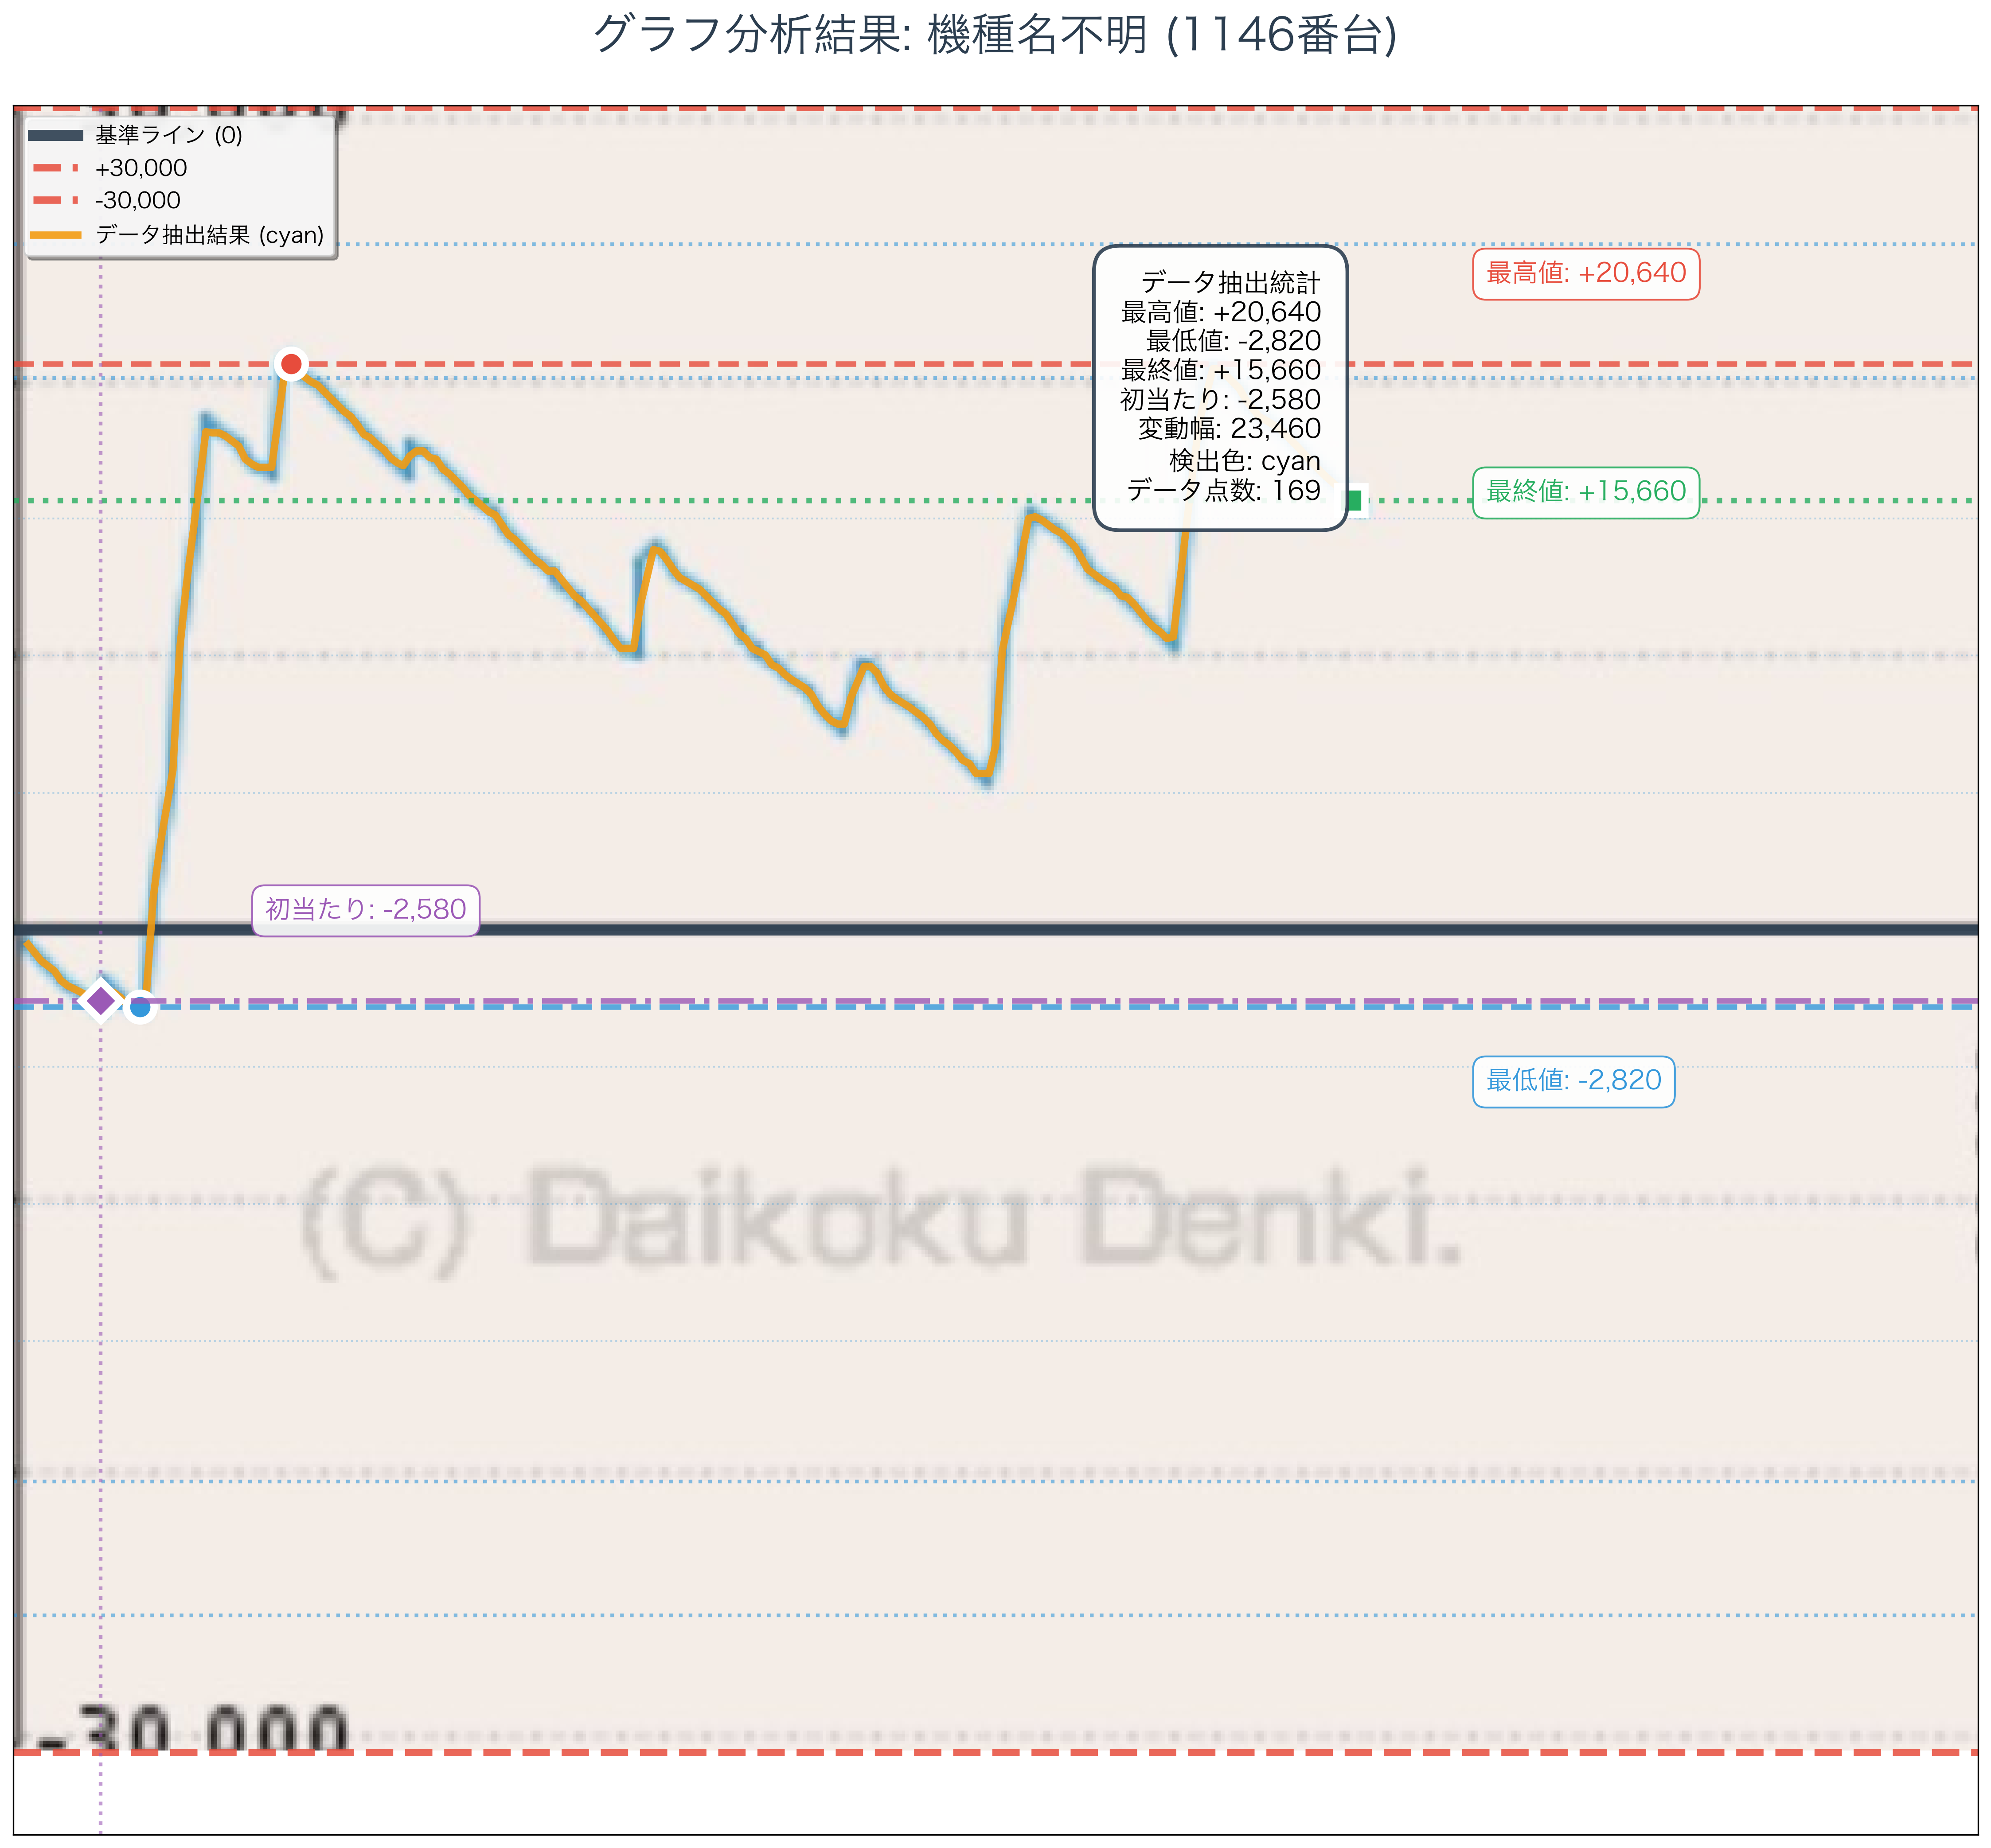 グラフ分析結果: 機種名不明 (1146番台)
基準ライン (0)
+30,000
-30,000
データ抽出結果 (cyan)
データ抽出統計
最高値: +20,640
最低値: -2,820
最終値: +15,660
初当たり: -2,580
変動幅: 23,460
検出色: cyan
データ点数: 169
最高値: +20,640
最終値: +15,660
初当たり: -2,580
最低値: -2,820
(C) Daikoku Denki.
-30,000